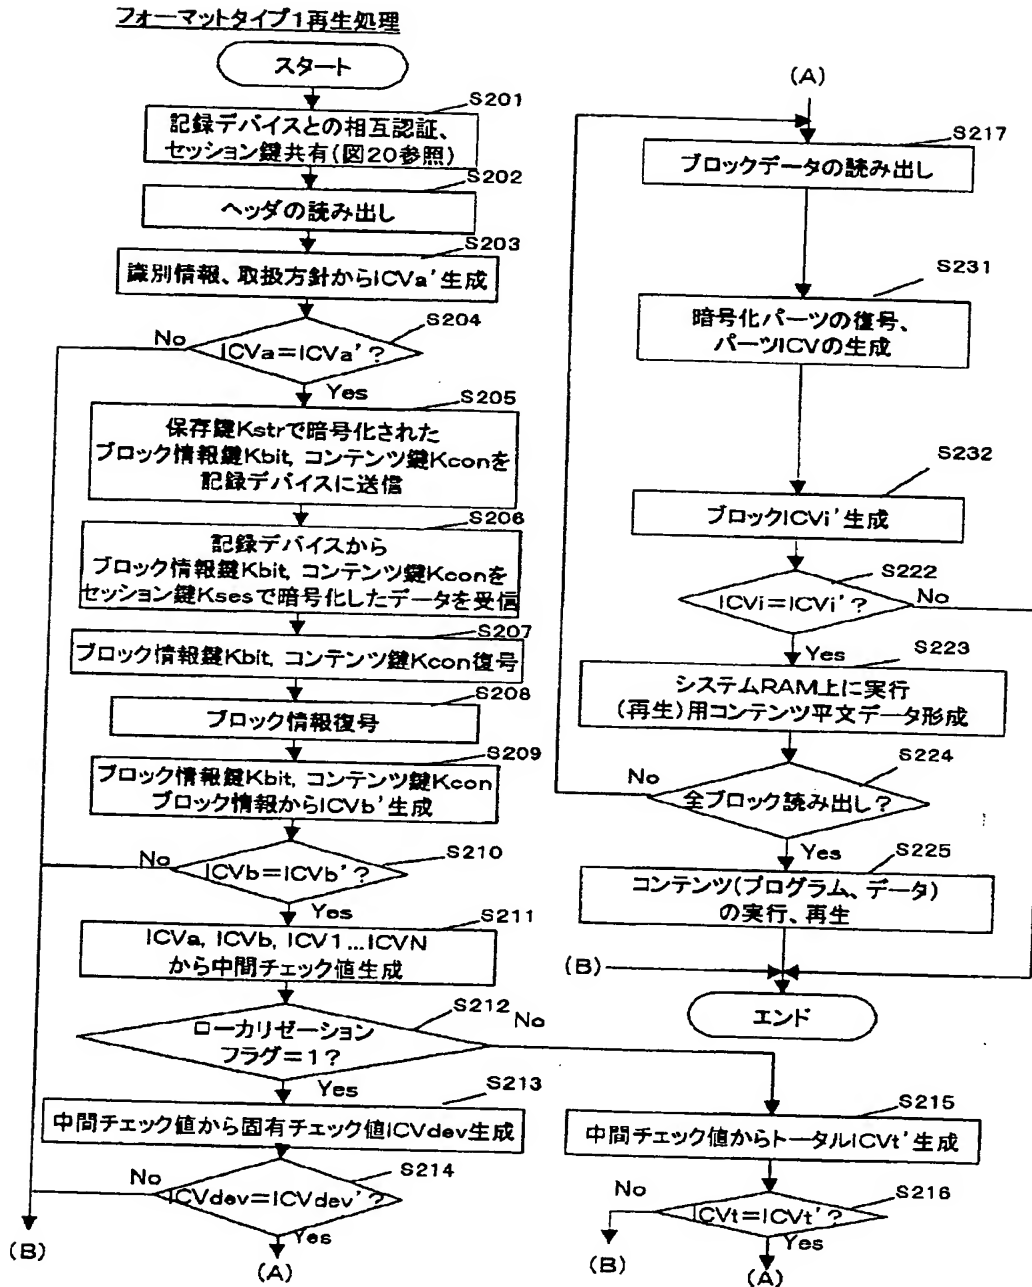 フォーマットタイプ1再生処理
スタート
S201
記録デバイスとの相互認証、
セッション鍵共有(図20参照)
S202
ヘッダの読み出し
S203
識別情報、取扱方針からICVa'生成
S204
ICVa=ICVa'?
No
Yes
S205
保存鍵Kstrで暗号化された
ブロック情報鍵Kbit, コンテンツ鍵Kconを
記録デバイスに送信
S206
記録デバイスから
ブロック情報鍵Kbit, コンテンツ鍵Kconを
セッション鍵Ksesで暗号化したデータを受信
S207
ブロック情報鍵Kbit, コンテンツ鍵Kcon復号
S208
ブロック情報復号
S209
ブロック情報鍵Kbit, コンテンツ鍵Kcon
ブロック情報からICVb'生成
S210
ICVb=ICVb'?
No
Yes
S211
ICVa, ICVb, ICV1...ICVN
から中間チェック値生成
S212
ローカリゼーション
フラグ=1?
No
Yes
S213
中間チェック値から固有チェック値ICVdev生成
S214
ICVdev=ICVdev'?
No
Yes
(B)
(A)
S215
中間チェック値からトータルICVt'生成
S216
ICVt=ICVt'?
No
Yes
(B)
(A)
(A)
S217
ブロックデータの読み出し
S231
暗号化パーツの復号、
パーツICVの生成
S232
ブロックICVi'生成
S222
ICVi=ICVi'?
No
Yes
S223
システムRAM上に実行
(再生)用コンテンツ平文データ形成
S224
全ブロック読み出し?
No
Yes
S225
コンテンツ(プログラム、データ)
の実行、再生
(B)
エンド